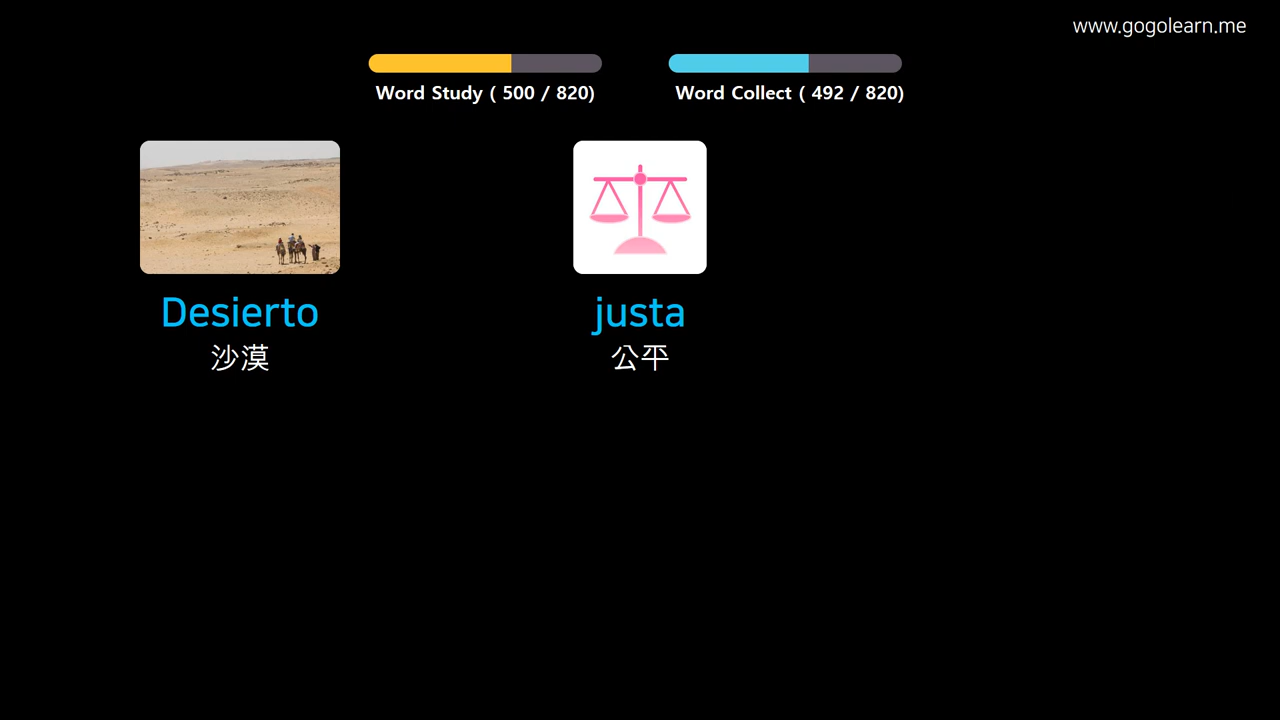 www.gogolearn.me
Word Study ( 500 / 820)
Word Collect ( 492 / 820)
Desierto
沙漠
justa
公平